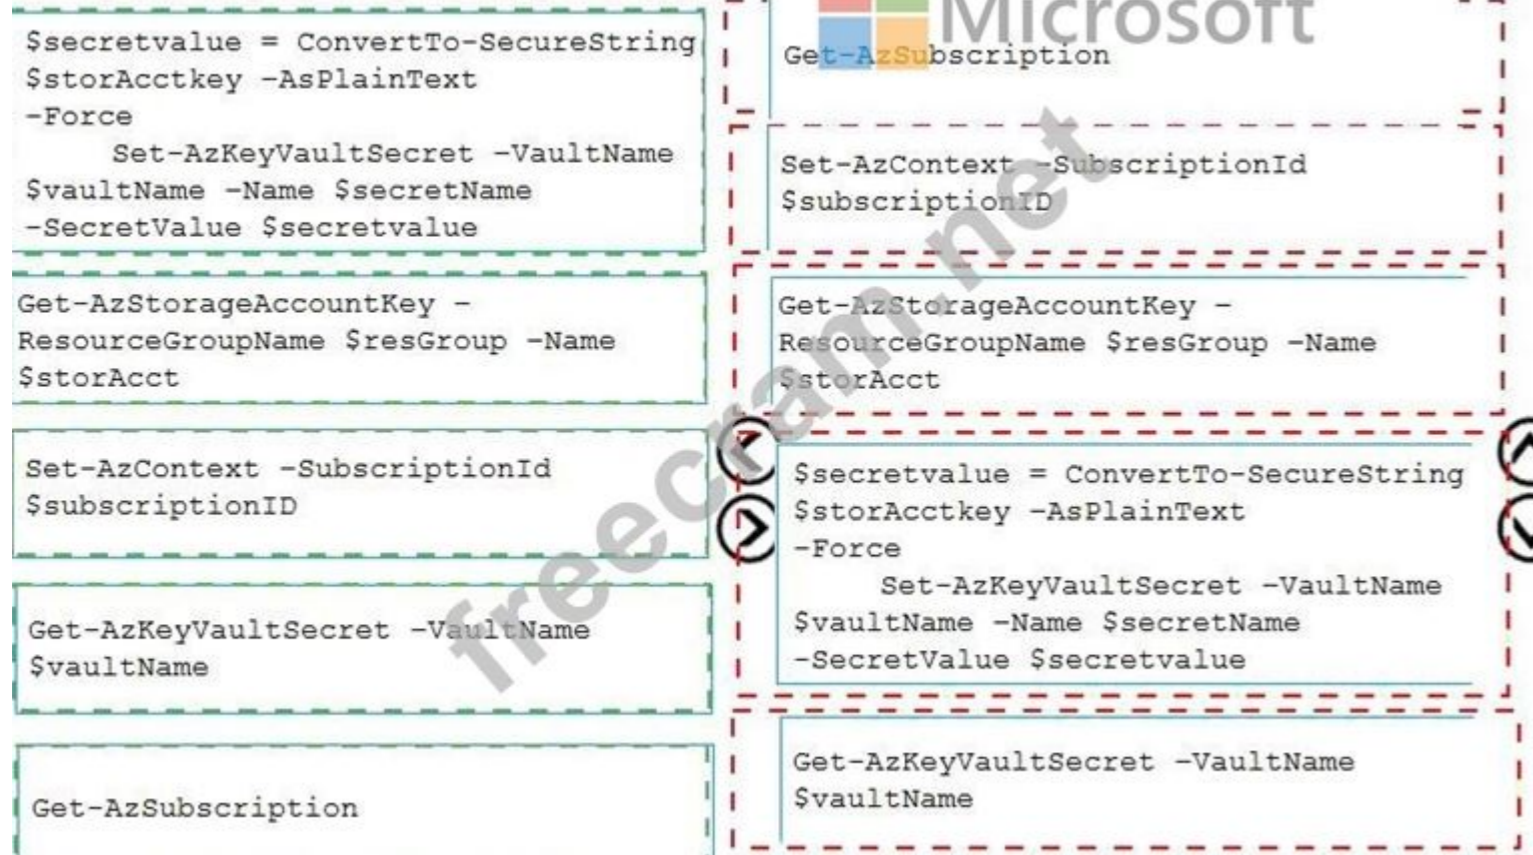 $secretvalue = ConvertTo-SecureString
$storAcctkey -AsPlainText
-Force
Set-AzKeyVaultSecret -VaultName
$vaultName -Name $secretName
-SecretValue $secretvalue
Get-AzStorageAccountKey -
ResourceGroupName $resGroup -Name
$storAcct
Set-AzContext -SubscriptionId
$subscriptionID
Get-AzKeyVaultSecret -VaultName
$vaultName
Get-AzSubscription
Microsoft
Get-AzSubscription
Set-AzContext -SubscriptionId
$subscriptionID
Get-AzStorageAccountKey -
ResourceGroupName $resGroup -Name
$storAcct
$secretvalue = ConvertTo-SecureString
$storAcctkey -AsPlainText
-Force
Set-AzKeyVaultSecret -VaultName
$vaultName -Name $secretName
-SecretValue $secretvalue
Get-AzKeyVaultSecret -VaultName
$vaultName
freecram.net